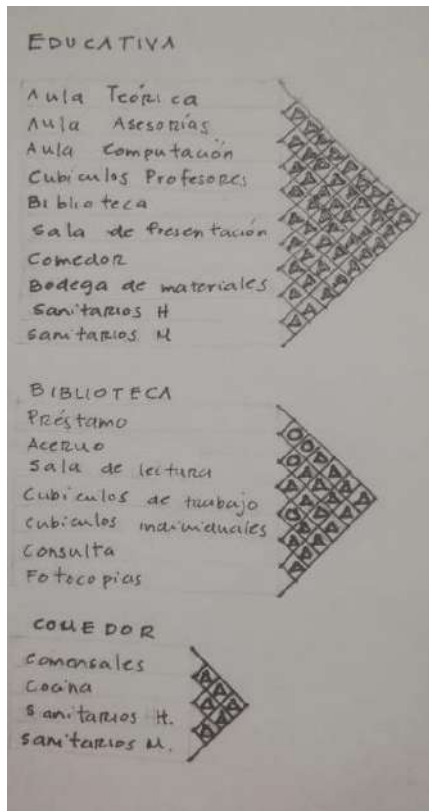 EDUCATIVA
Aula Teórica
Aula Asesorías
Aula Computación
Cubículos Profesores
Biblioteca
Sala de Presentación
Comedor
Bodega de materiales
Sanitarios H
Sanitarios M
BIBLIOTECA
Préstamo
Acervo
Sala de lectura
Cubículos de trabajo
Cubículos individuales
Consulta
Fotocopias
COMEDOR
Comensales
Cocina
Sanitarios H.
Sanitarios M.